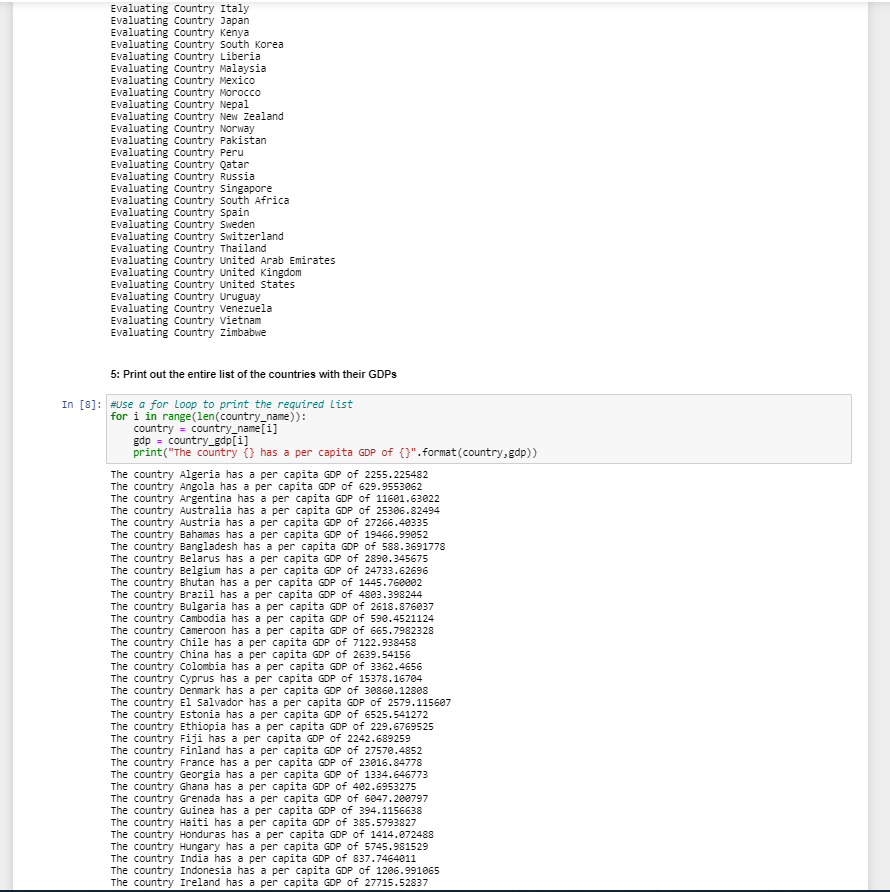 Evaluating Country Italy
Evaluating Country Japan
Evaluating Country Kenya
Evaluating Country South Korea
Evaluating Country Liberia
Evaluating Country Malaysia
Evaluating Country Mexico
Evaluating Country Morocco
Evaluating Country Nepal
Evaluating Country New Zealand
Evaluating Country Norway
Evaluating Country Pakistan
Evaluating Country Peru
Evaluating Country Qatar
Evaluating Country Russia
Evaluating Country Singapore
Evaluating Country South Africa
Evaluating Country Spain
Evaluating Country Sweden
Evaluating Country Switzerland
Evaluating Country Thailand
Evaluating Country United Arab Emirates
Evaluating Country United Kingdom
Evaluating Country United States
Evaluating Country Uruguay
Evaluating Country Venezuela
Evaluating Country Vietnam
Evaluating Country Zimbabwe
5: Print out the entire list of the countries with their GDPs
In [8]: #Use a for loop to print the required list
for i in range(len(country_name)):
country = country_name[i]
gdp = country_gdp[i]
print("The country {} has a per capita GDP of {}".format(country,gdp))
The country Algeria has a per capita GDP of 2255.225482
The country Angola has a per capita GDP of 629.9553062
The country Argentina has a per capita GDP of 11601.63022
The country Australia has a per capita GDP of 25306.82494
The country Austria has a per capita GDP of 27266.40335
The country Bahamas has a per capita GDP of 19466.99052
The country Bangladesh has a per capita GDP of 588.3691778
The country Belarus has a per capita GDP of 2890.345675
The country Belgium has a per capita GDP of 24733.62696
The country Bhutan has a per capita GDP of 1445.760002
The country Brazil has a per capita GDP of 4803.398244
The country Bulgaria has a per capita GDP of 2618.876037
The country Cambodia has a per capita GDP of 590.4521124
The country Cameroon has a per capita GDP of 665.7982328
The country Chile has a per capita GDP of 7122.938458
The country China has a per capita GDP of 2639.54156
The country Colombia has a per capita GDP of 3362.4656
The country Cyprus has a per capita GDP of 15378.16704
The country Denmark has a per capita GDP of 30860.12808
The country El Salvador has a per capita GDP of 2579.115607
The country Estonia has a per capita GDP of 6525.541272
The country Ethiopia has a per capita GDP of 229.6769525
The country Fiji has a per capita GDP of 2242.689259
The country Finland has a per capita GDP of 27570.4852
The country France has a per capita GDP of 23016.84778
The country Georgia has a per capita GDP of 1334.646773
The country Ghana has a per capita GDP of 402.6953275
The country Grenada has a per capita GDP of 6047.200797
The country Guinea has a per capita GDP of 394.1156638
The country Haiti has a per capita GDP of 385.5793827
The country Honduras has a per capita GDP of 1414.072488
The country Hungary has a per capita GDP of 5745.981529
The country India has a per capita GDP of 837.7464011
The country Indonesia has a per capita GDP of 1206.991065
The country Ireland has a per capita GDP of 27715.52837